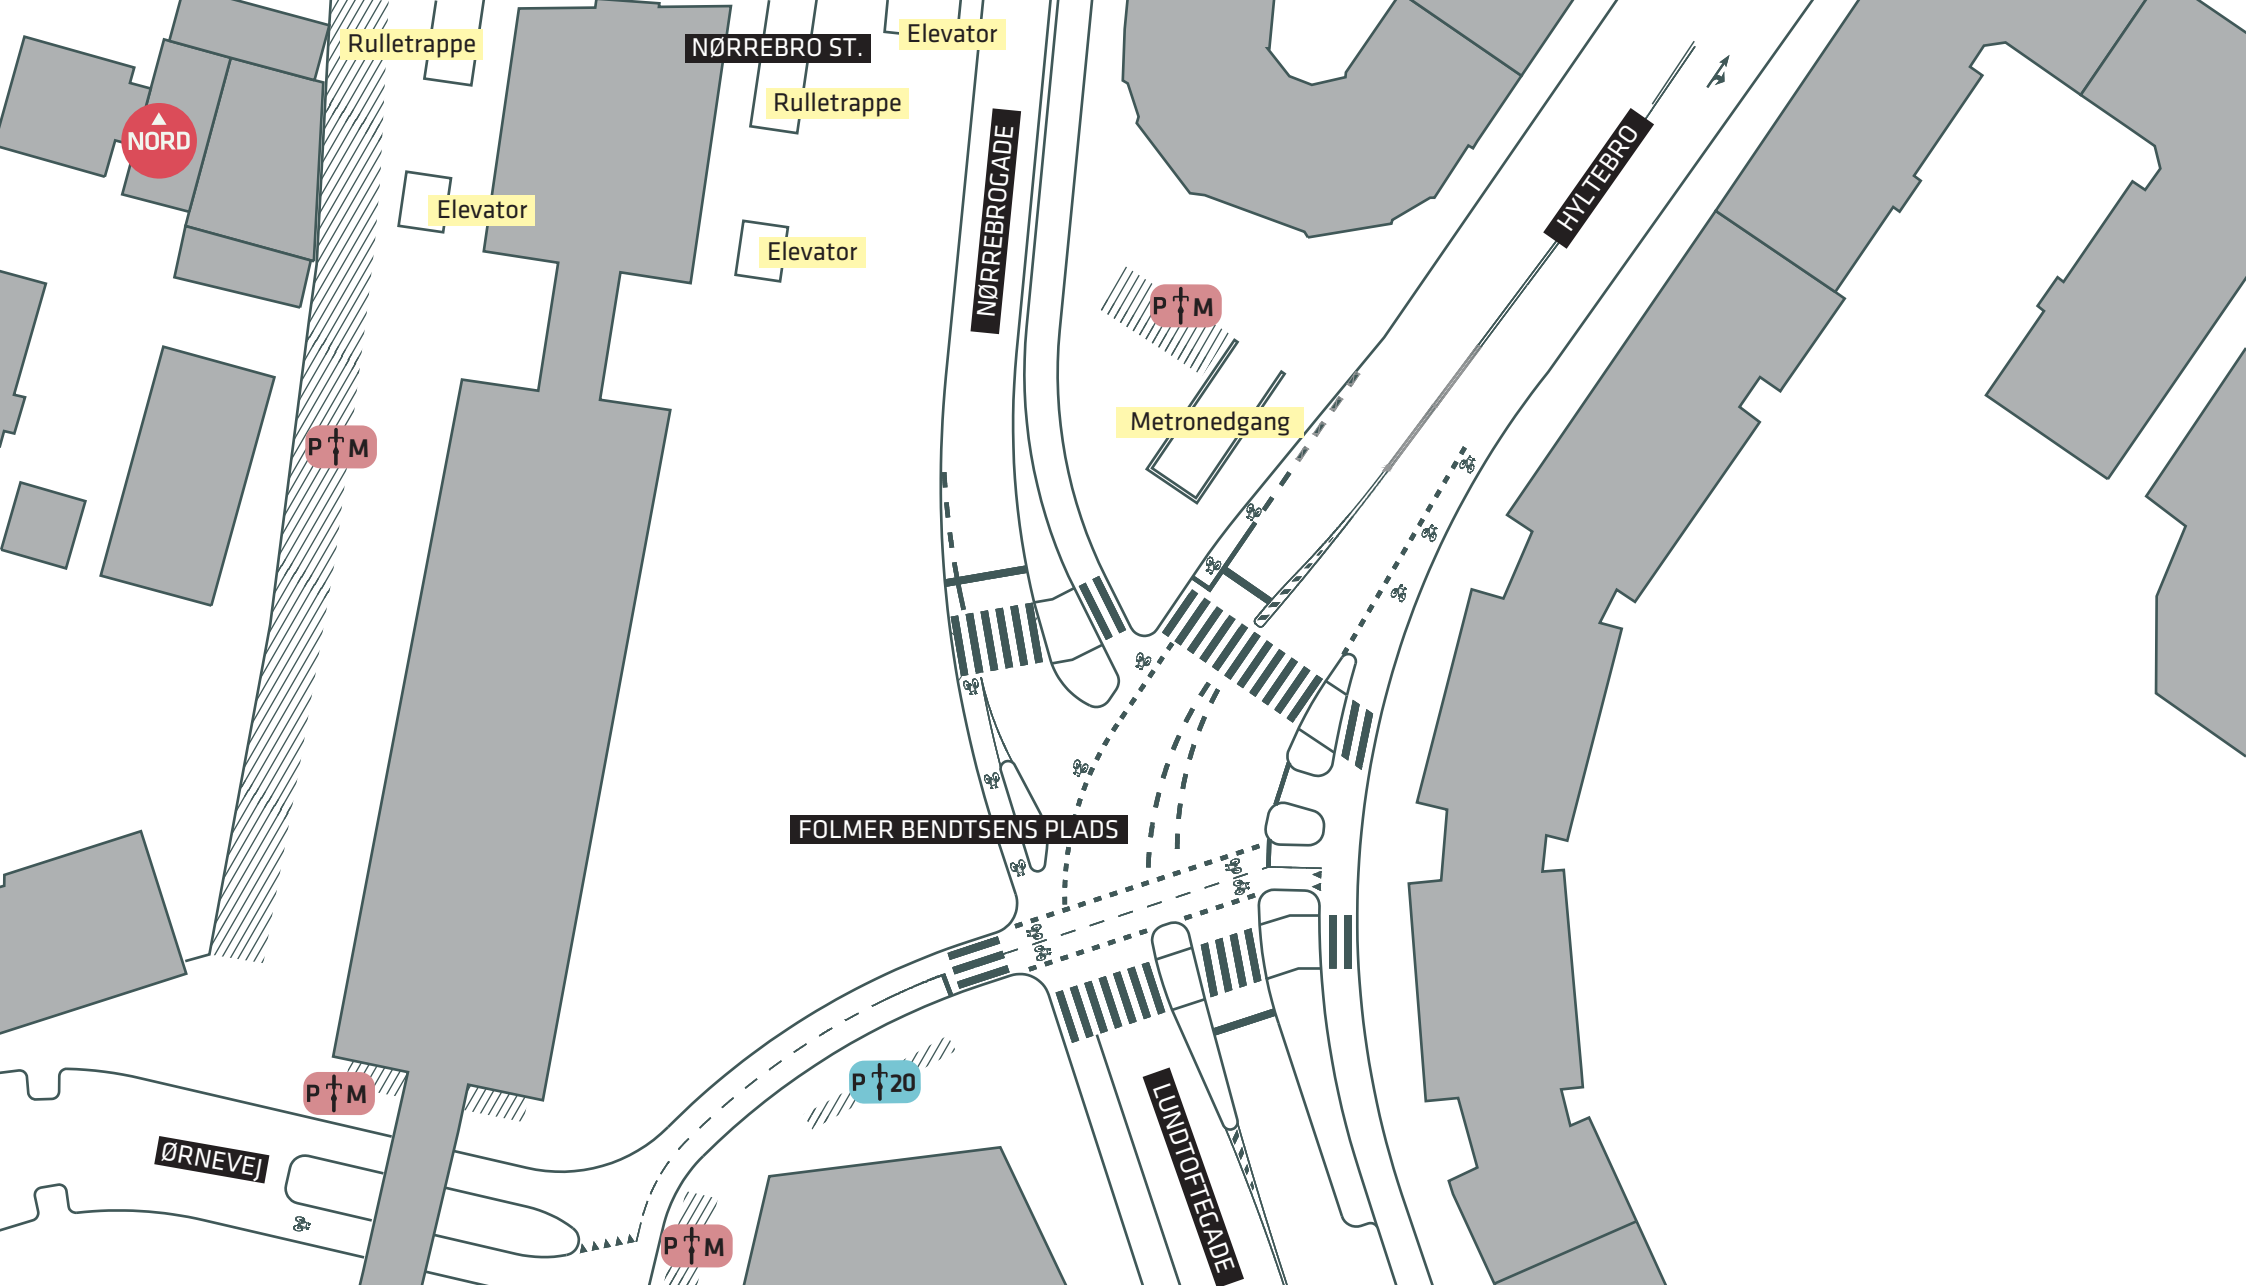 Rulletrappe
NØRREBRO ST.
Elevator
Rulletrappe
NORD
NØRREBROGADE
HYLTEBRO
Elevator
Elevator
P M
Metronedgang
P M
FOLMER BENDTSENS PLADS
P M
P 20
ØRNEVEJ
LUNDTOFTEGADE
P M